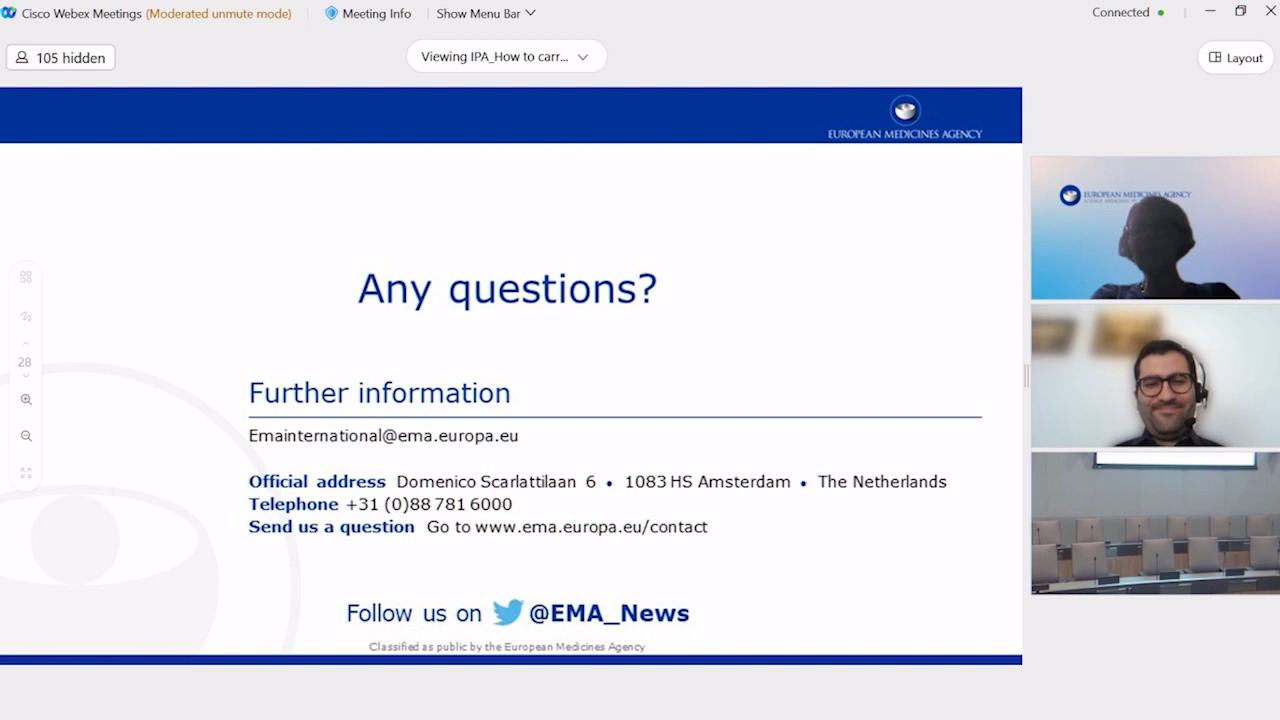 Cisco Webex Meetings (Moderated unmute mode) Meeting Info Show Menu Bar Connected
105 hidden Viewing IPA_How to carr... Layout
EUROPEAN MEDICINES AGENCY
EUROPEAN MEDICINES AGENCY
Any questions?
28
Further information
Emainternational@ema.europa.eu
Official address Domenico Scarlattilaan 6 • 1083 HS Amsterdam • The Netherlands
Telephone +31 (0)88 781 6000
Send us a question Go to www.ema.europa.eu/contact
Follow us on @EMA_News
Classified as public by the European Medicines Agency